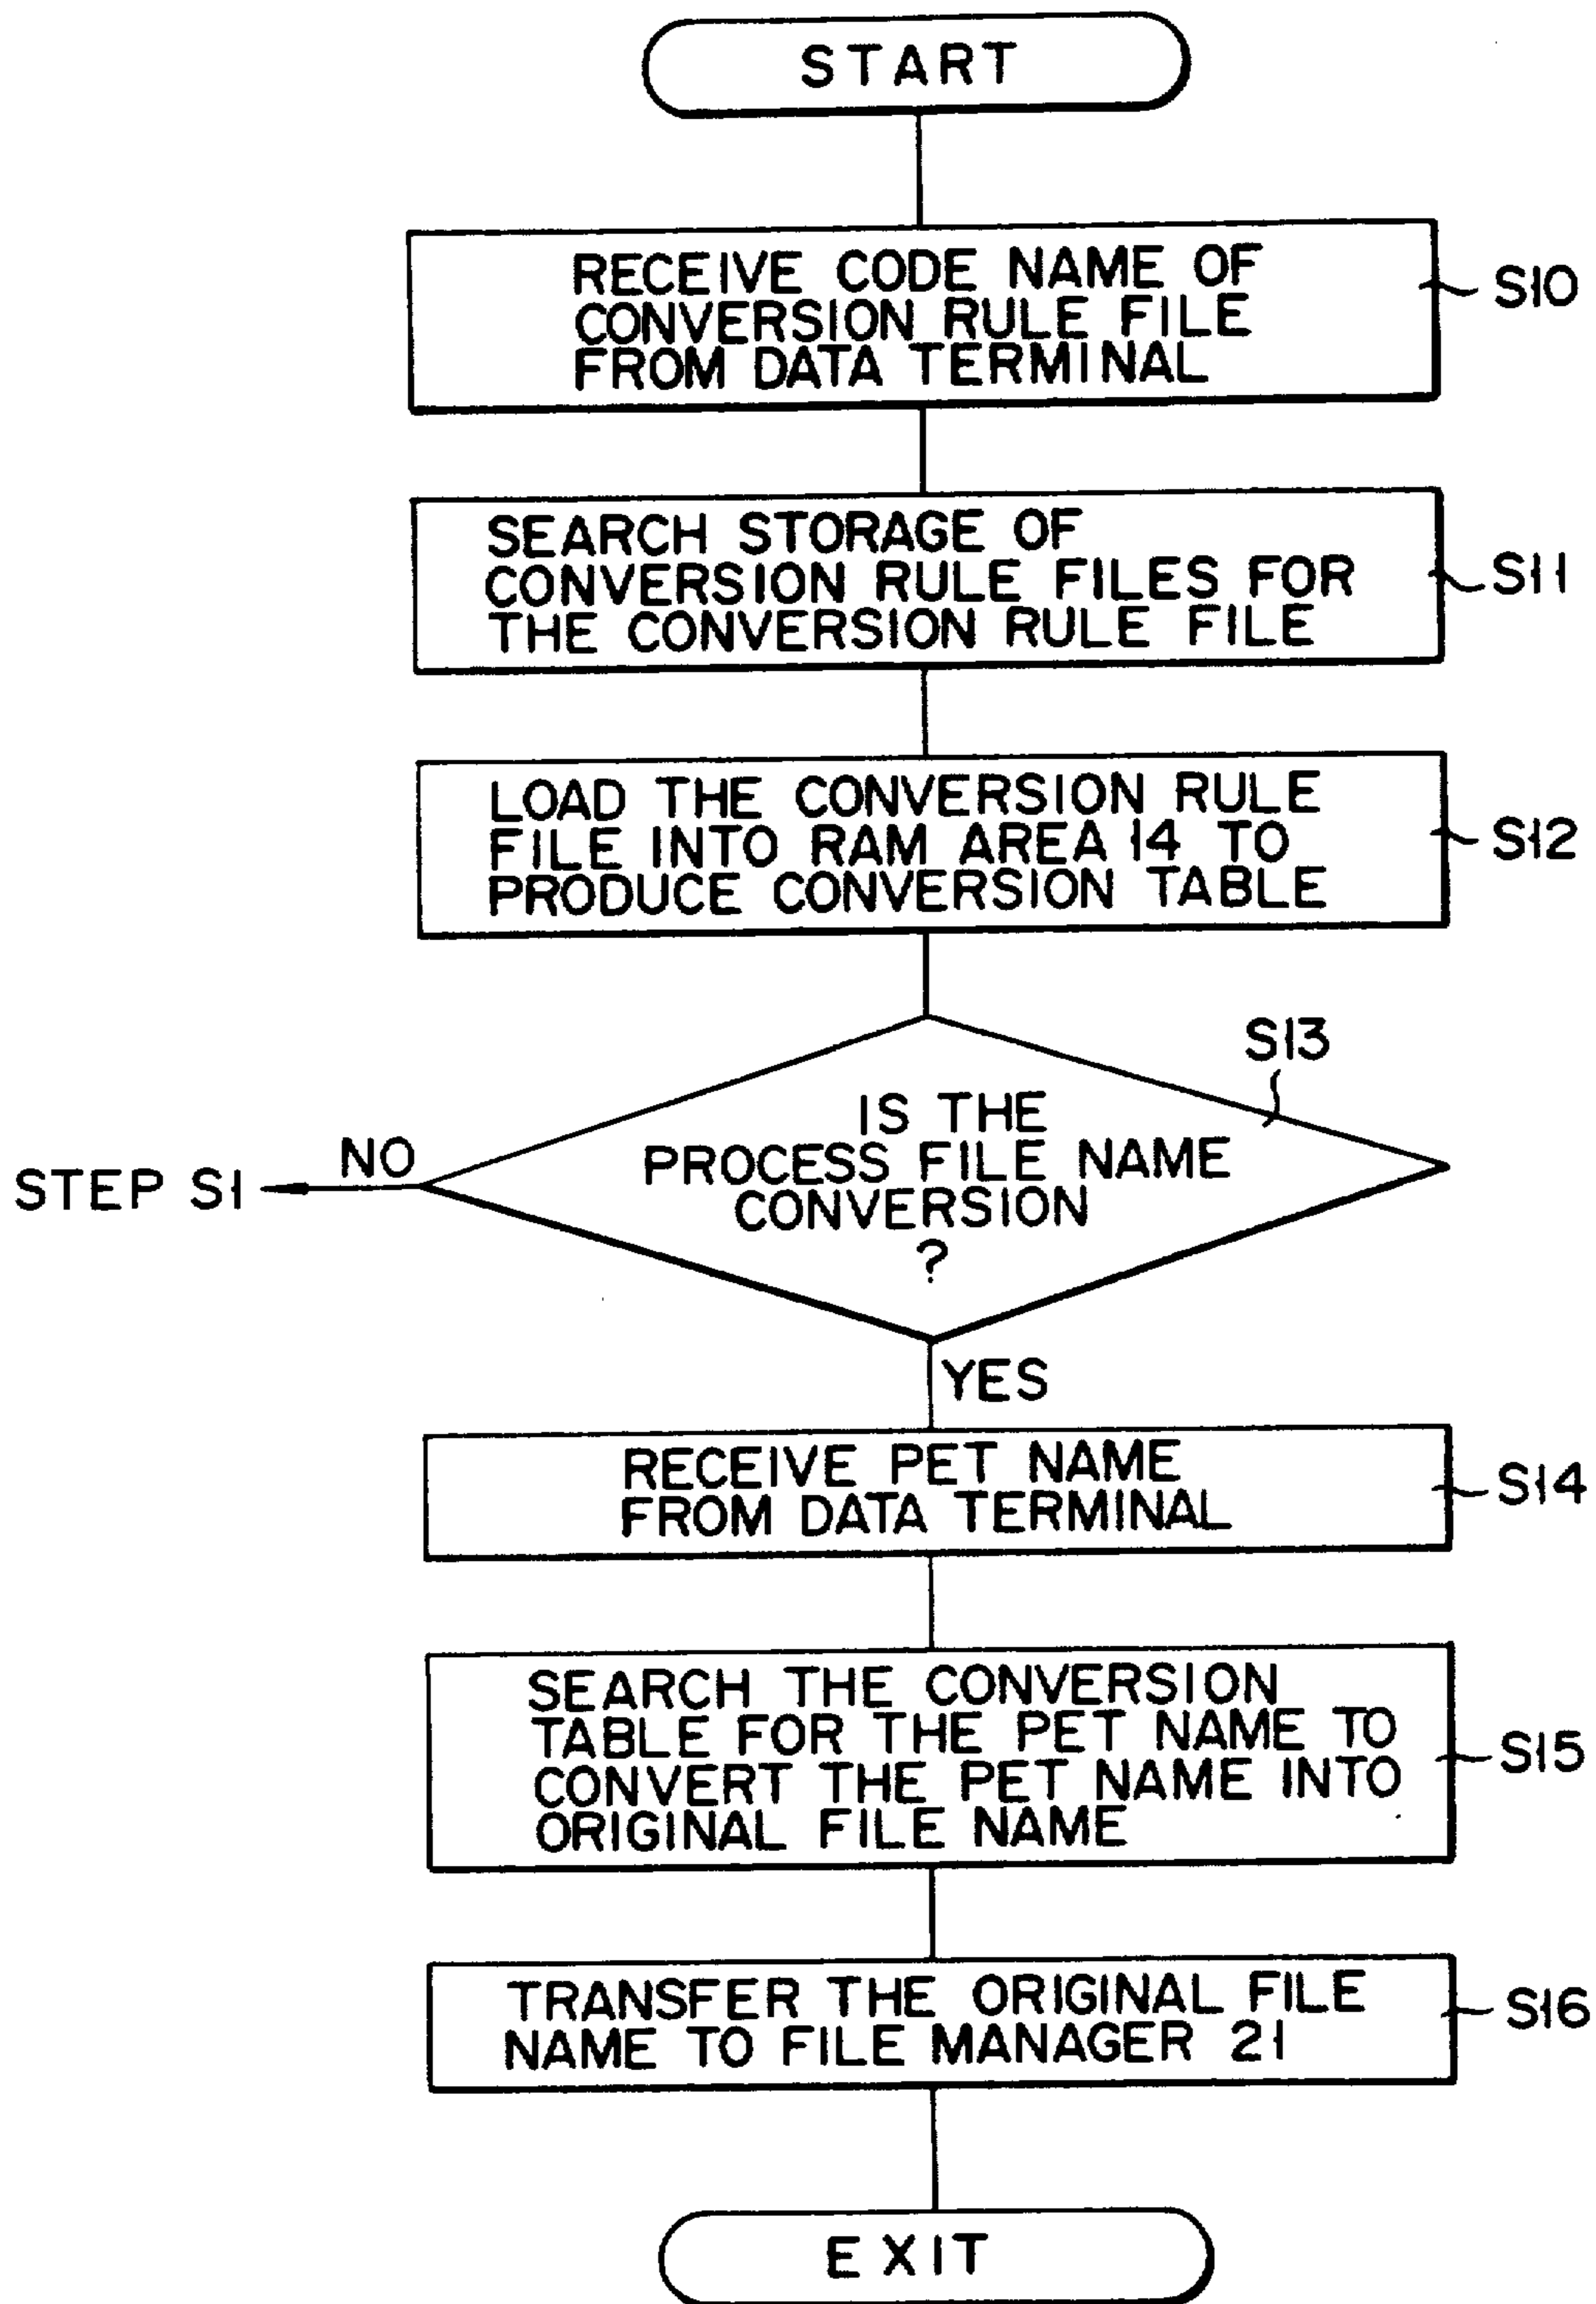 START
RECEIVE CODE NAME OF
CONVERSION RULE FILE
FROM DATA TERMINAL
S10
SEARCH STORAGE OF
CONVERSION RULE FILES FOR
THE CONVERSION RULE FILE
S11
LOAD THE CONVERSION RULE
FILE INTO RAM AREA 14 TO
PRODUCE CONVERSION TABLE
S12
S13
IS THE
PROCESS FILE NAME
CONVERSION
?
NO
STEP S1
YES
RECEIVE PET NAME
FROM DATA TERMINAL
S14
SEARCH THE CONVERSION
TABLE FOR THE PET NAME TO
CONVERT THE PET NAME INTO
ORIGINAL FILE NAME
S15
TRANSFER THE ORIGINAL FILE
NAME TO FILE MANAGER 21
S16
EXIT